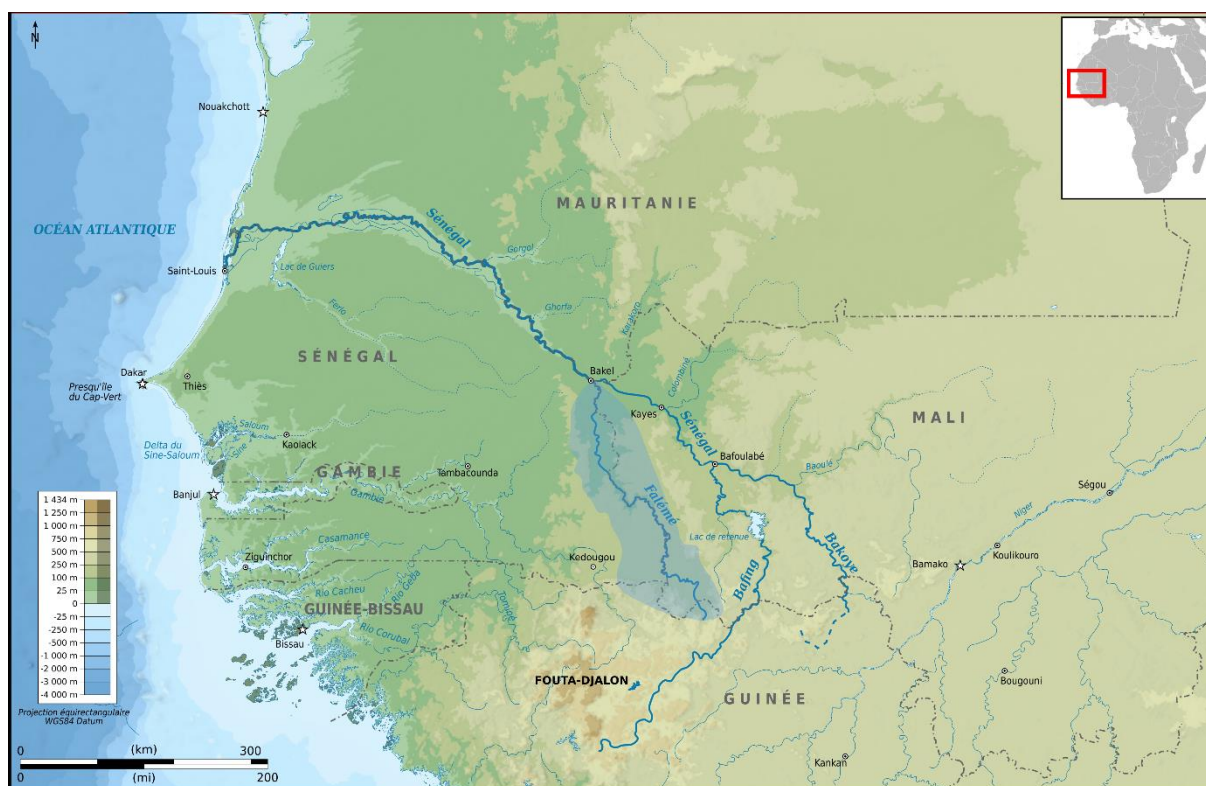 N
Nouakchott
MAURITANIE
OCÉAN ATLANTIQUE
Sénégal
Gorgol
Saint-Louis
Lac de Guiers
Ferlo
Ghorfa
Karakoro
SÉNÉGAL
Dakar
Presqu'île
du Cap-Vert
Thiès
Bakel
Colombiné
Kayes
Sénégal
MALI
Saloum
Kaolack
Delta du
Sine-Saloum
Sine
GAMBIE
Tambacounda
Gambie
Bafoulabé
Baoulé
Ségou
Banjul
Falémé
Niger
Lac de retenue
Koulikouro
Bakoye
Bamako
Casamance
Ziguinchor
Kedougou
Bafing
Rio Cacheu
Rio Gêba
GUINÉE-BISSAU
Tominé
Bissau
Rio Corubal
FOUTA-DJALON
GUINÉE
Bougouni
Kankan
1 434 m
1 250 m
1 000 m
750 m
500 m
250 m
100 m
25 m
0
-25 m
-250 m
-500 m
-1 000 m
-2 000 m
-3 000 m
-4 000 m
Projection équirectangulaire
WGS84 Datum
0 (km) 300
0 (mi) 200